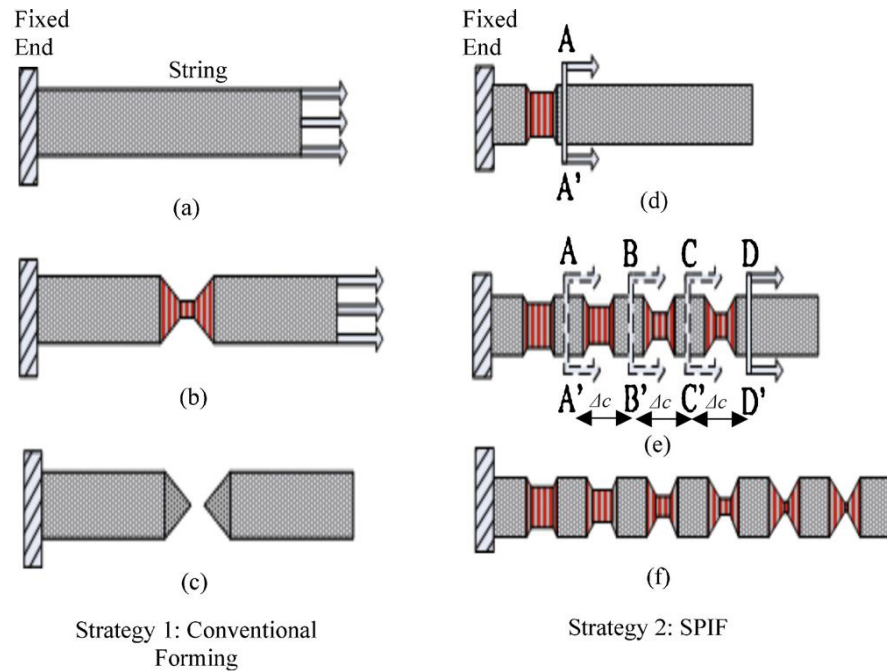 Fixed
End
String
(a)
(b)
(c)
Strategy 1: Conventional
Forming
Fixed
End
A
A'
(d)
A B C D
A' Δc B' Δc C' Δc D'
(e)
(f)
Strategy 2: SPIF